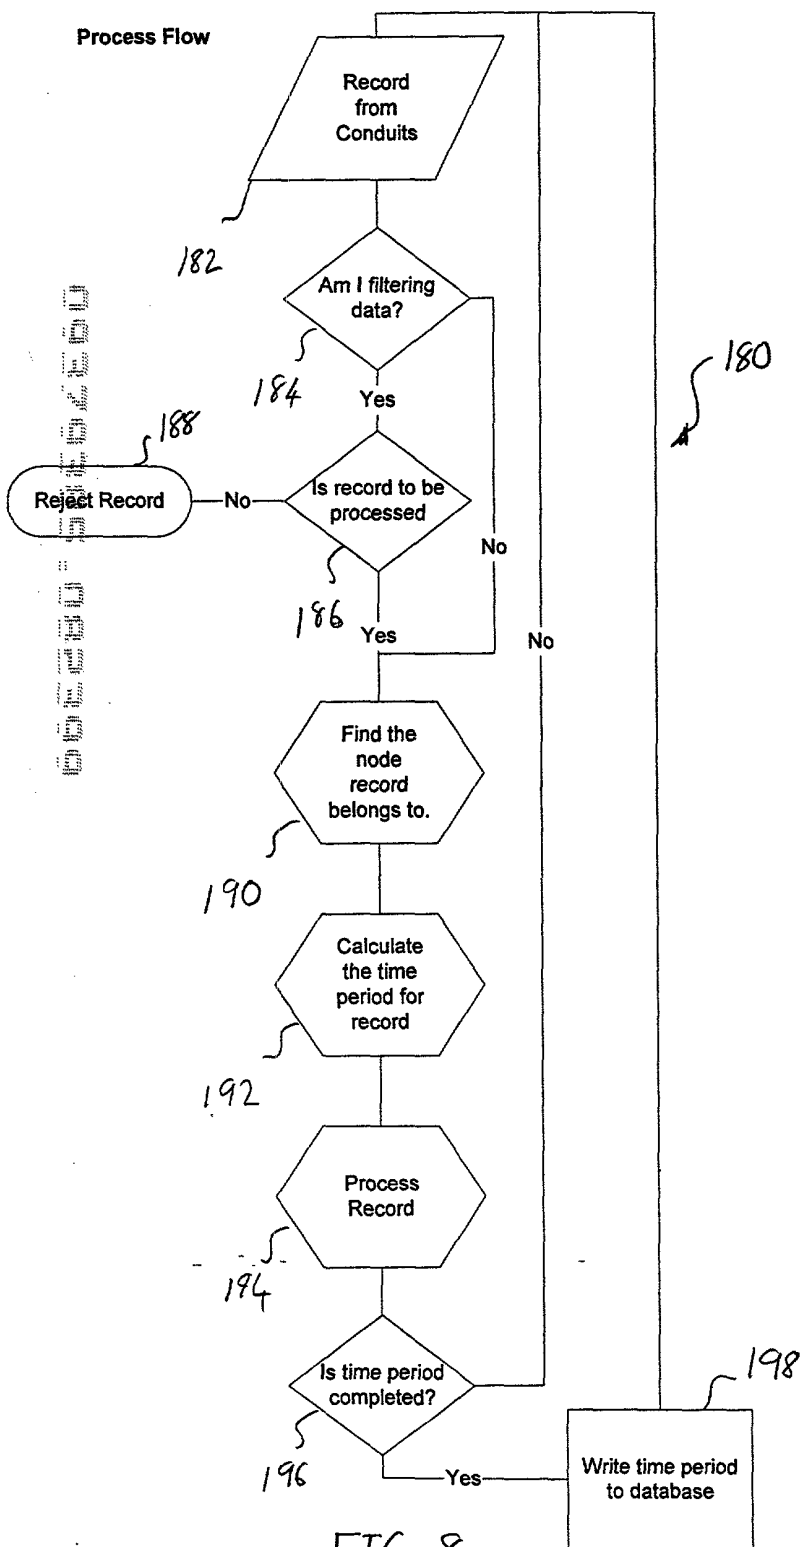 Process Flow
Record
from
Conduits
182
Am I filtering
data?
184
Yes
188
Reject Record
No
Is record to be
processed
186
Yes
No
No
180
Find the
node
record
belongs to.
190
Calculate
the time
period for
record
192
Process
Record
194
Is time period
completed?
196
Yes
198
Write time period
to database